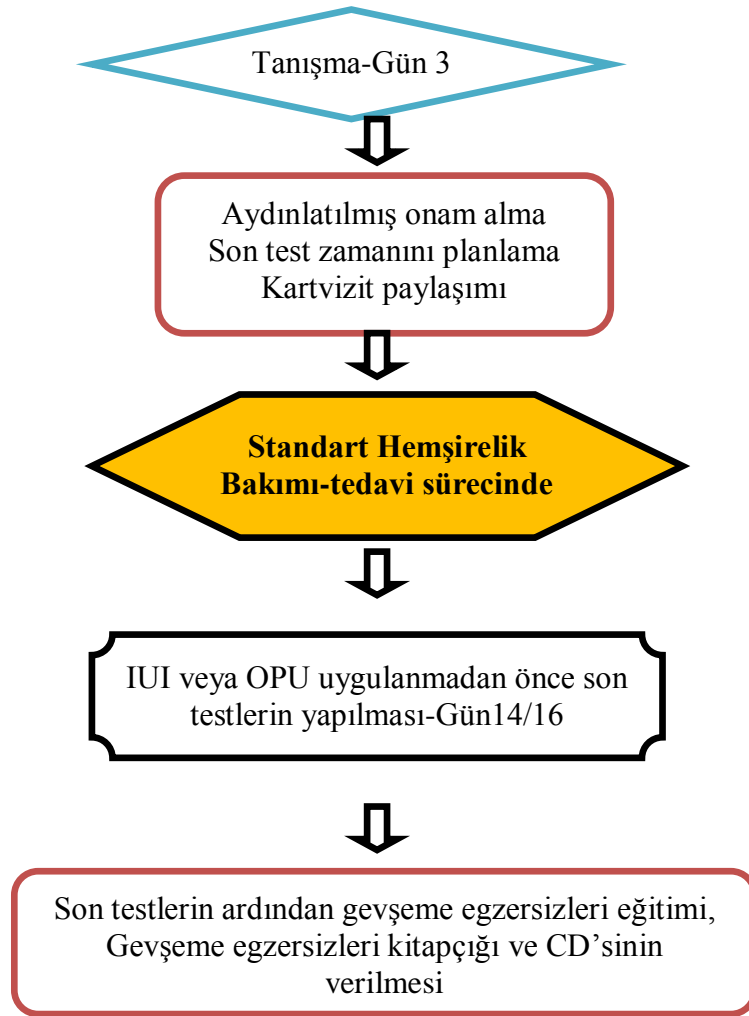 Tanışma-Gün 3
Aydınlatılmış onam alma
Son test zamanını planlama
Kartvizit paylaşımı
Standart Hemşirelik
Bakımı-tedavi sürecinde
IUI veya OPU uygulanmadan önce son
testlerin yapılması-Gün14/16
Son testlerin ardından gevşeme egzersizleri eğitimi,
Gevşeme egzersizleri kitapçığı ve CD’sinin
verilmesi